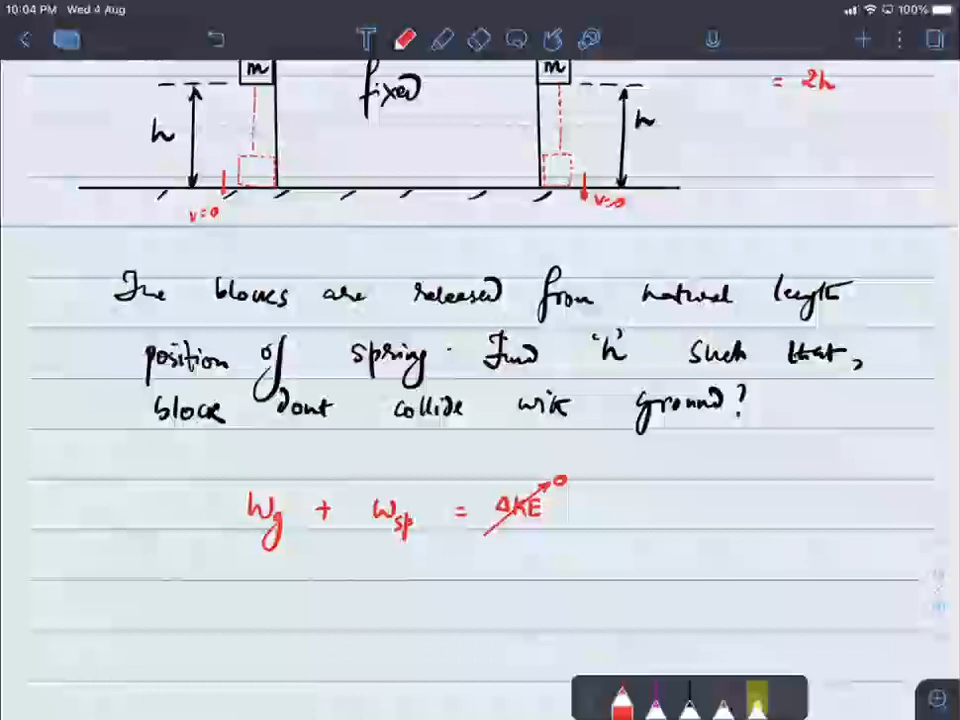 10:04 PM Wed 4 Aug
100%
T
m
fixed
m
= 2h
h
h
v=0
v=0
The blocks are released from natural length
position of spring. Find 'h' such that,
block dont collide with ground?
Wg + Wsp = ΔKE 0